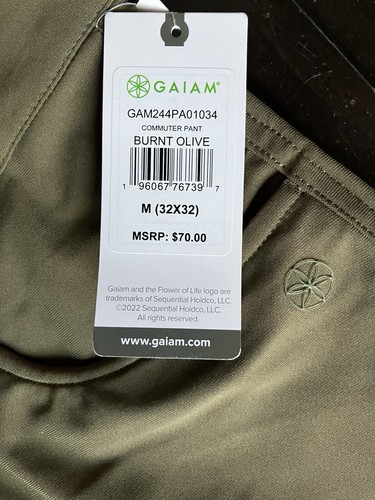 GAIAM®
GAM244PA01034
COMMUTER PANT
BURNT OLIVE
1 96067 76739 7
M (32X32)
MSRP: $70.00
Gaiam and the Flower of Life logo are
trademarks of Sequential Holdco, LLC.
©2022 Sequential Holdco, LLC.
All rights reserved.
www.gaiam.com